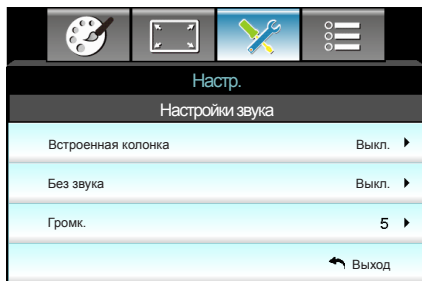 Настр.
Настройки звука
Встроенная колонка Выкл.
Без звука Выкл.
Громк. 5
Выход